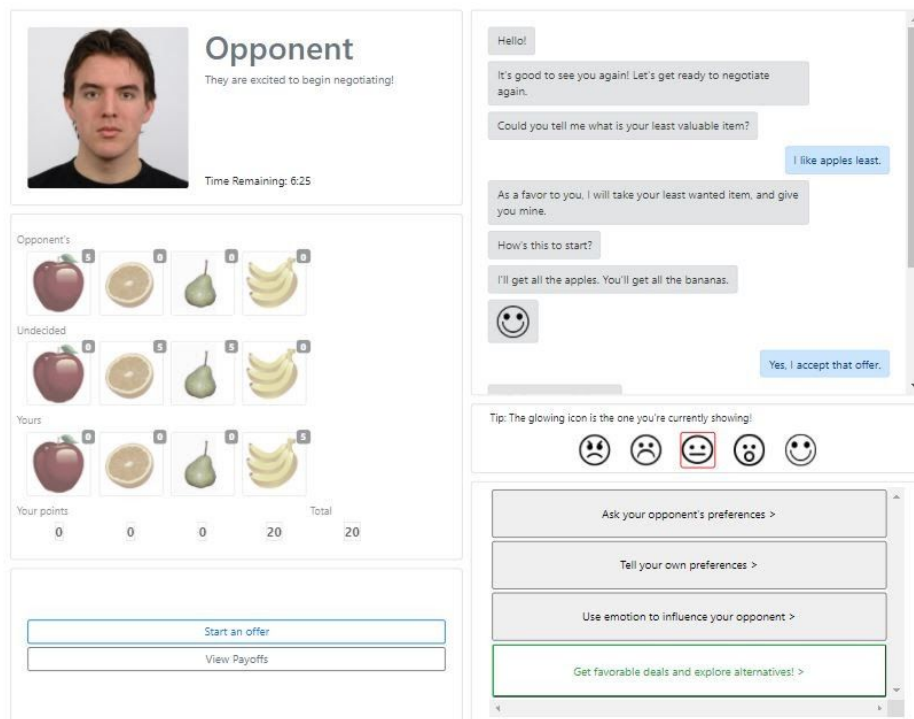 Opponent
They are excited to begin negotiating!
Time Remaining: 6:25
Opponent's
5 0 0 0
Undecided
0 5 5 0
Yours
0 0 0 5
Your points Total
0 0 0 20 20
Start an offer
View Payoffs
Hello!
It's good to see you again! Let's get ready to negotiate
again.
Could you tell me what is your least valuable item?
I like apples least.
As a favor to you, I will take your least wanted item, and give
you mine.
How's this to start?
I'll get all the apples. You'll get all the bananas.
Yes, I accept that offer.
Tip: The glowing icon is the one you're currently showing!
Ask your opponent's preferences >
Tell your own preferences >
Use emotion to influence your opponent >
Get favorable deals and explore alternatives! >